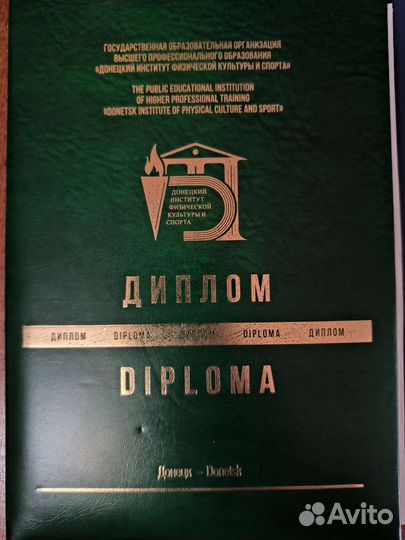 ГОСУДАРСТВЕННАЯ ОБРАЗОВАТЕЛЬНАЯ ОРГАНИЗАЦИЯ
ВЫСШЕГО ПРОФЕССИОНАЛЬНОГО ОБРАЗОВАНИЯ
«ДОНЕЦКИЙ ИНСТИТУТ ФИЗИЧЕСКОЙ КУЛЬТУРЫ И СПОРТА»
THE PUBLIC EDUCATIONAL INSTITUTION
OF HIGHER PROFESSIONAL TRAINING
«DONETSK INSTITUTE OF PHYSICAL CULTURE AND SPORT»
ДОНЕЦКИЙ
ИНСТИТУТ
ФИЗИЧЕСКОЙ
КУЛЬТУРЫ И
СПОРТА
ДИПЛОМ
ДИПЛОМ DIPLOMA ДИПЛОМ DIPLOMA ДИПЛОМ
DIPLOMA
Донецк – Donetsk
Avito